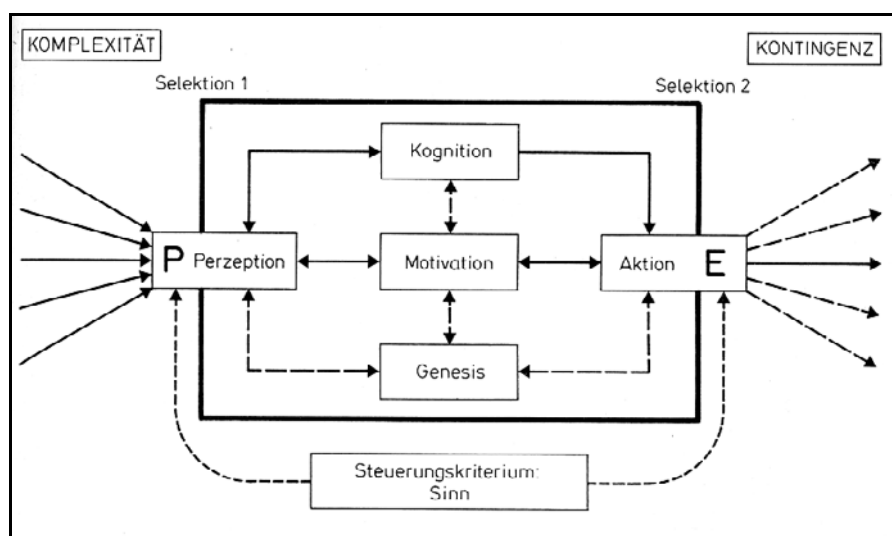 KOMPLEXITÄT
KONTINGENZ
Selektion 1
Selektion 2
Kognition
P Perzeption
Motivation
Aktion E
Genesis
Steuerungskriterium:
Sinn